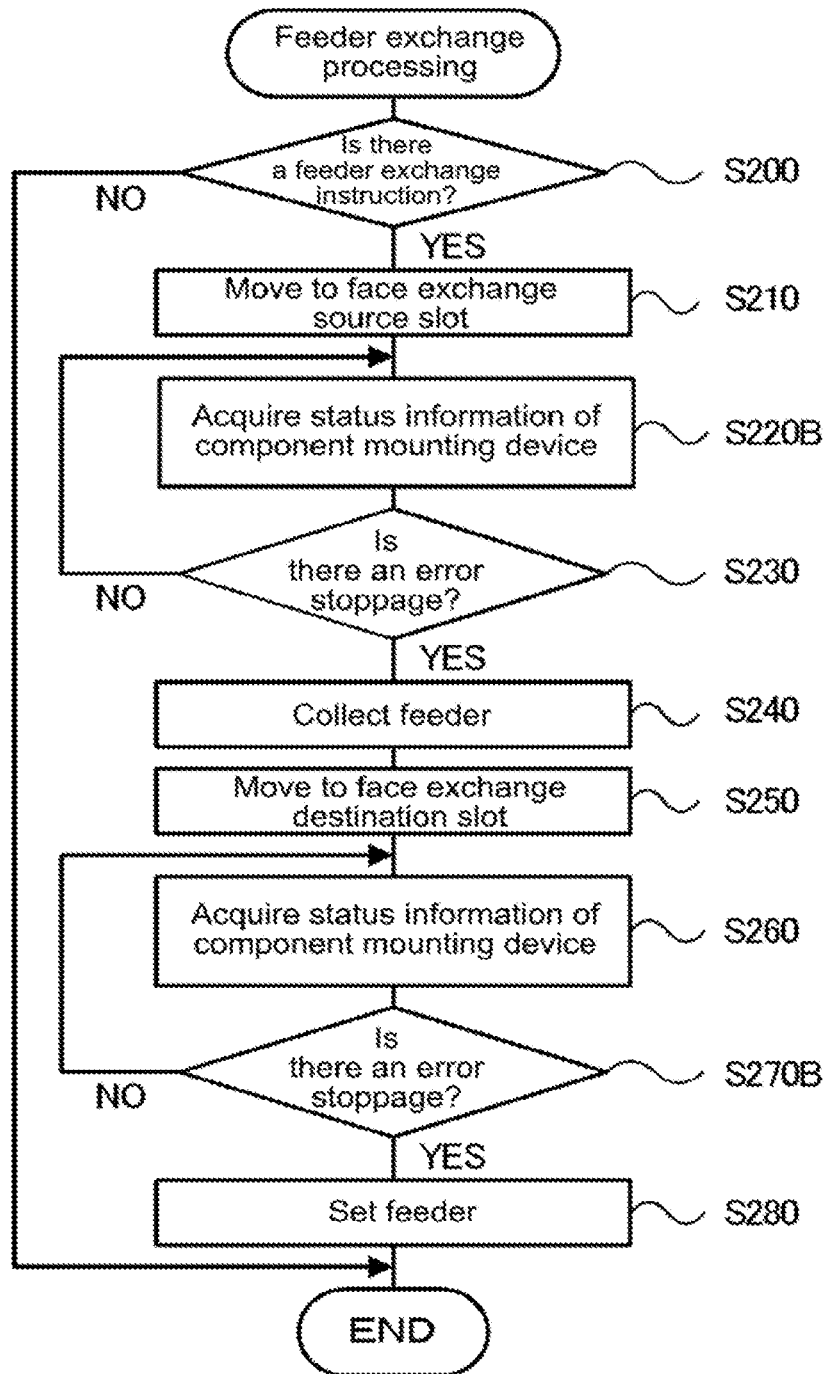 Feeder exchange
processing
Is there
a feeder exchange
instruction?
S200
NO
YES
Move to face exchange
source slot
S210
Acquire status information of
component mounting device
S220B
Is
there an error
stoppage?
S230
NO
YES
Collect feeder
S240
Move to face exchange
destination slot
S250
Acquire status information of
component mounting device
S260
Is
there an error
stoppage?
S270B
NO
YES
Set feeder
S280
END